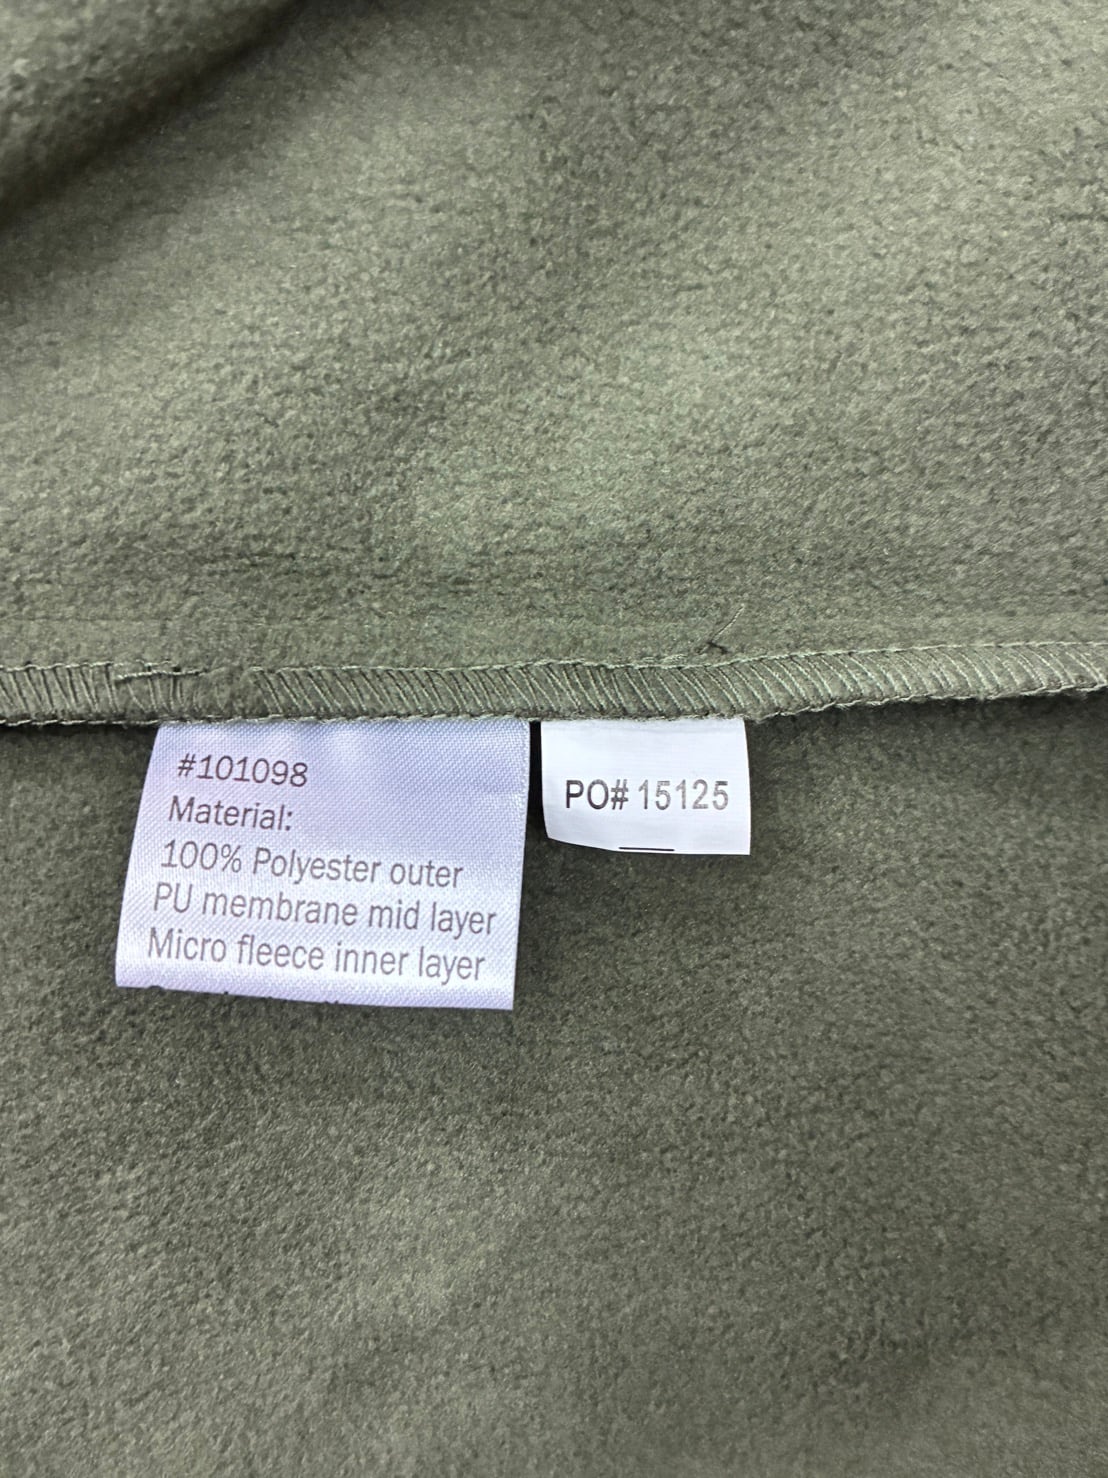 #101098
Material:
100% Polyester outer
PU membrane mid layer
Micro fleece inner layer
PO# 15125